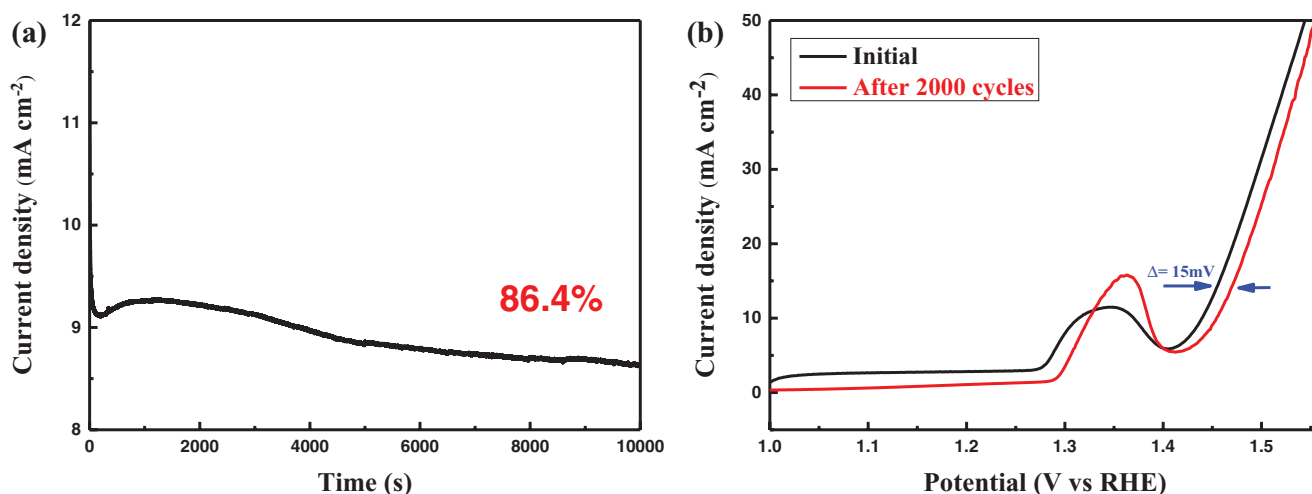 (a)
12
11
10
9
8
Current density (mA cm-2)
86.4%
0
2000
4000
6000
8000
10000
Time (s)
(b)
50
40
30
20
10
0
Current density (mA cm-2)
Initial
After 2000 cycles
Δ= 15mV
1.0
1.1
1.2
1.3
1.4
1.5
Potential (V vs RHE)